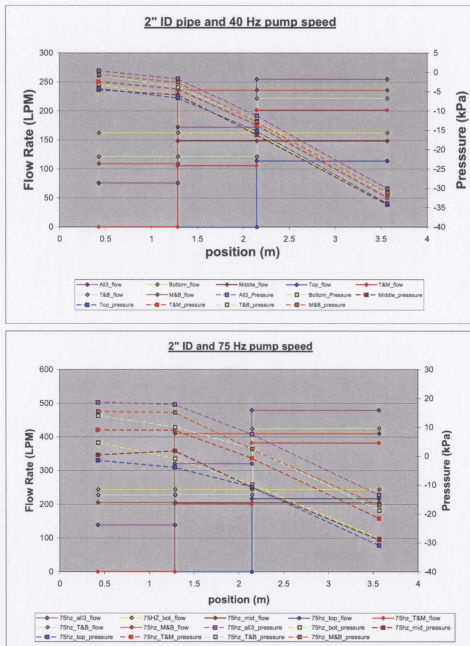 2" ID pipe and 40 Hz pump speed
Flow Rate (LPM)
300
250
200
150
100
50
0
0 0.5 1 1.5 2 2.5 3 3.5 4
position (m)
5
0
-5
-10
-15
-20
-25
-30
-35
-40
Presssure (kPa)
All3_flow Bottom_flow Middle_flow Top_flow T&M_flow
T&B_flow M&B_flow All3_Pressure Bottom_Pressure Middle_pressure
Top_pressure T&M_pressure T&B_pressure M&B_pressure
2" ID and 75 Hz pump speed
Flow Rate (LPM)
600
500
400
300
200
100
0
0 0.5 1 1.5 2 2.5 3 3.5 4
position (m)
30
20
10
0
-10
-20
-30
-40
Presssure (kPa)
75hz_all3_flow 75HZ_bot_flow 75hz_mid_flow 75hz_top_flow 75hz_T&M_flow
75hz_T&B_flow 75hz_M&B_flow 75hz_all3_pressure 75hz_bot_pressure 75hz_mid_pressure
75hz_top_pressure 75hz_T&M_pressure 75hz_T&B_pressure 75hz_M&B_pressure